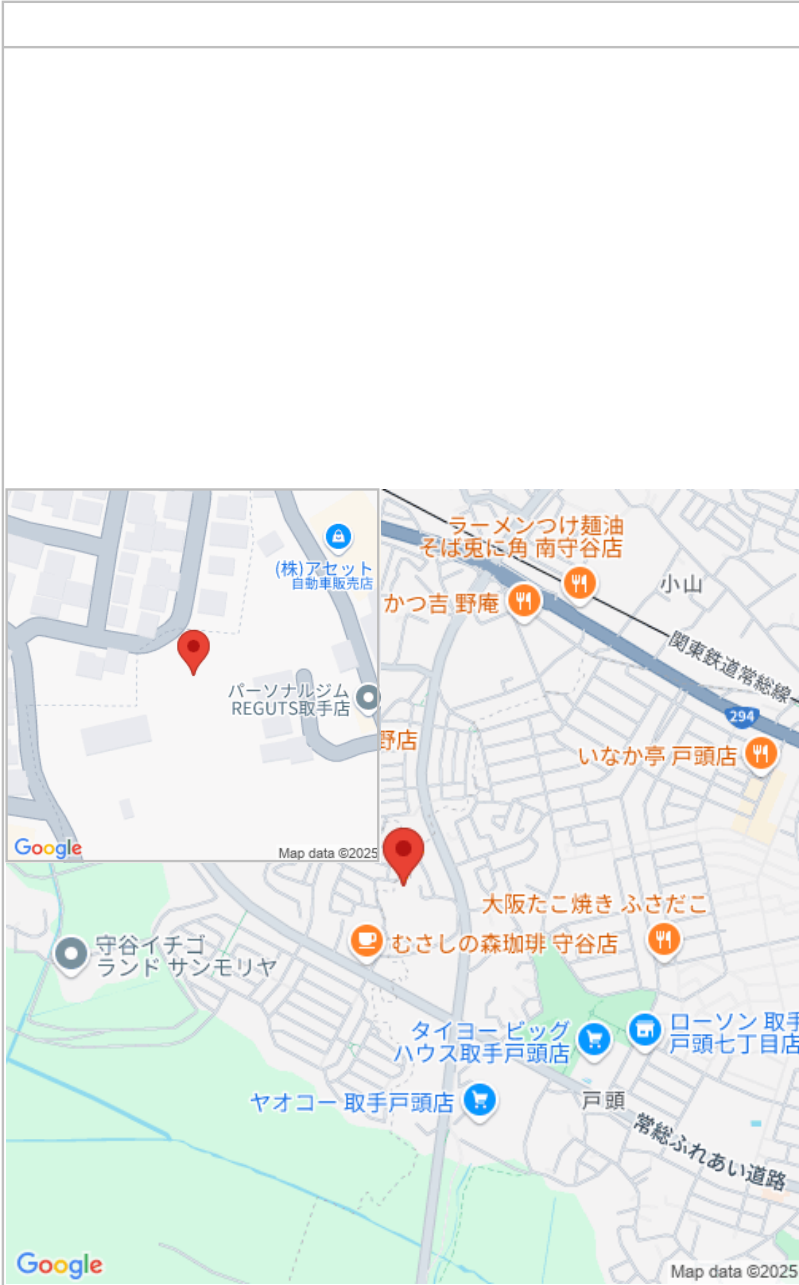 (株)アセット
自動車販売店
パーソナルジム
REGUTS取手店
Google
Map data ©2025
ラーメンつけ麺油
そば兎に角 南守谷店
かつ吉 野庵
小山
関東鉄道常総線
294
野店
いなか亭 戸頭店
大阪たこ焼き ふさだこ
むさしの森珈琲 守谷店
守谷イチゴ
ランド サンモリヤ
タイヨー ビッグ
ハウス取手戸頭店
ローソン 取手
戸頭七丁目店
ヤオコー 取手戸頭店
戸頭
常総ふれあい道路
Google
Map data ©2025